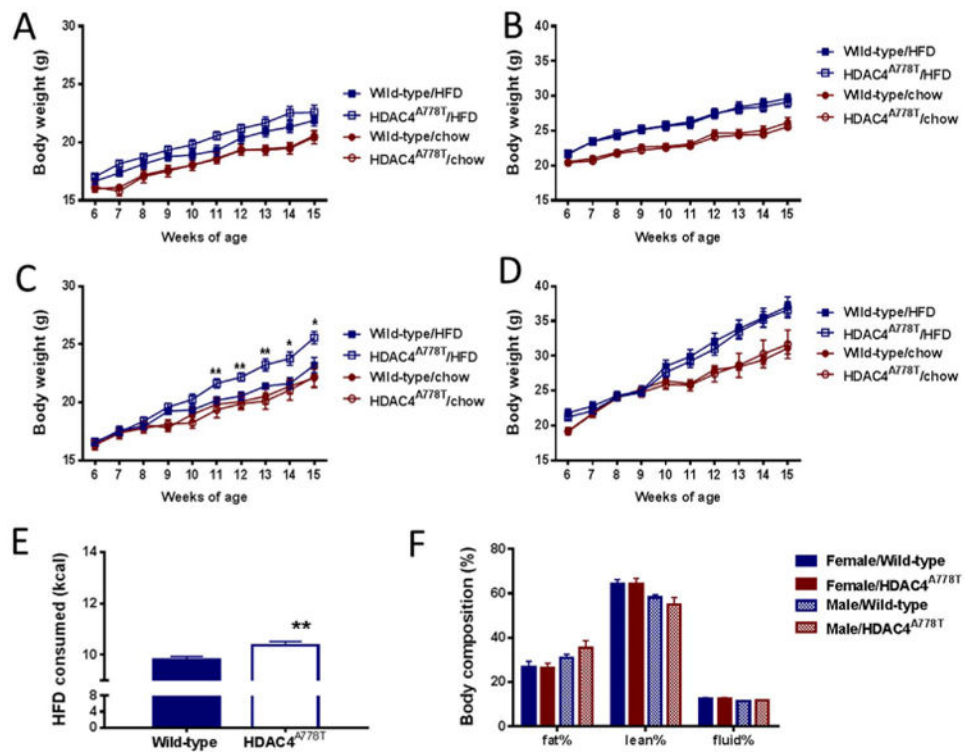 A
Body weight (g)
30
25
20
15
6 7 8 9 10 11 12 13 14 15
Weeks of age
Wild-type/HFD
HDAC4A778T/HFD
Wild-type/chow
HDAC4A778T/chow
B
Body weight (g)
40
35
30
25
20
15
6 7 8 9 10 11 12 13 14 15
Weeks of age
Wild-type/HFD
HDAC4A778T/HFD
Wild-type/chow
HDAC4A778T/chow
C
Body weight (g)
30
25
20
15
** ** ** * *
6 7 8 9 10 11 12 13 14 15
Weeks of age
Wild-type/HFD
HDAC4A778T/HFD
Wild-type/chow
HDAC4A778T/chow
D
Body weight (g)
40
35
30
25
20
15
6 7 8 9 10 11 12 13 14 15
Weeks of age
Wild-type/HFD
HDAC4A778T/HFD
Wild-type/chow
HDAC4A778T/chow
E
HFD consumed (kcal)
14
12
10
8
4
0
**
Wild-type HDAC4A778T
F
Body composition (%)
80
60
40
20
0
fat% lean% fluid%
Female/Wild-type
Female/HDAC4A778T
Male/Wild-type
Male/HDAC4A778T